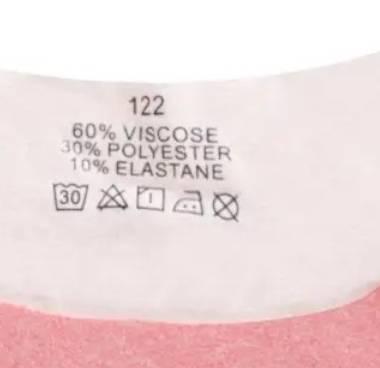 122
60% VISCOSE
30% POLYESTER
10% ELASTANE
30